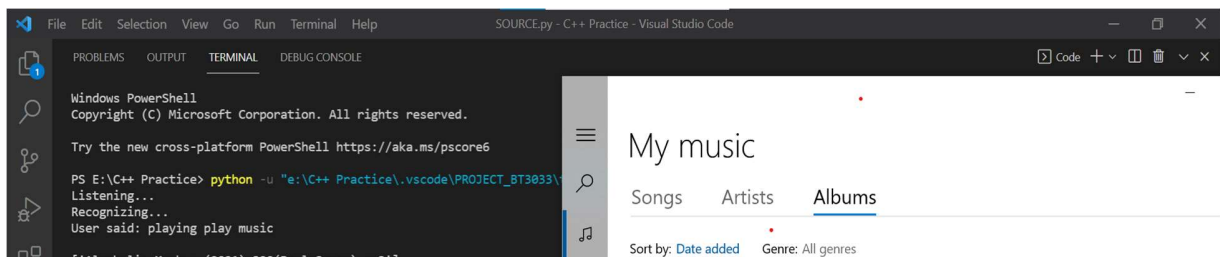 File Edit Selection View Go Run Terminal Help SOURCE.py - C++ Practice - Visual Studio Code
PROBLEMS OUTPUT TERMINAL DEBUG CONSOLE Code
1
Windows PowerShell
Copyright (C) Microsoft Corporation. All rights reserved.
Try the new cross-platform PowerShell https://aka.ms/pscore6
PS E:\C++ Practice> python -u "e:\C++ Practice\.vscode\PROJECT_BT3033\
Listening...
Recognizing...
User said: playing play music
My music
Songs Artists Albums
Sort by: Date added Genre: All genres